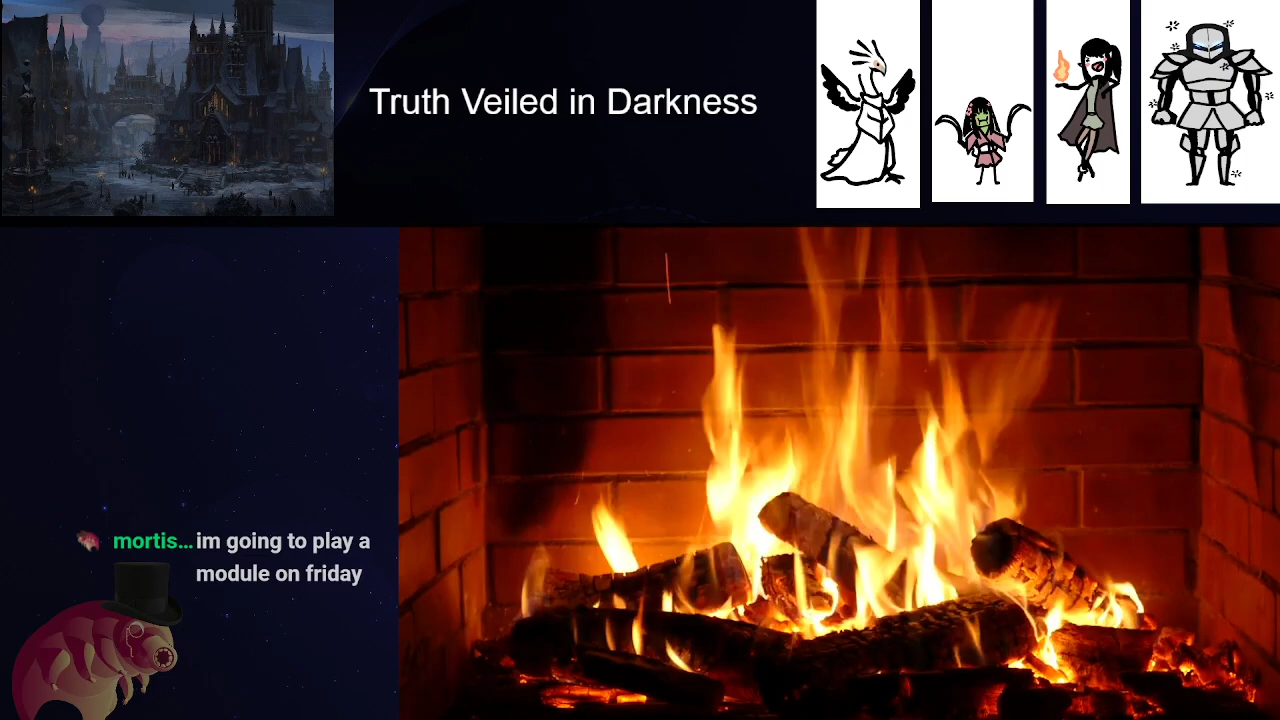 Truth Veiled in Darkness
mortis... im going to play a
module on friday